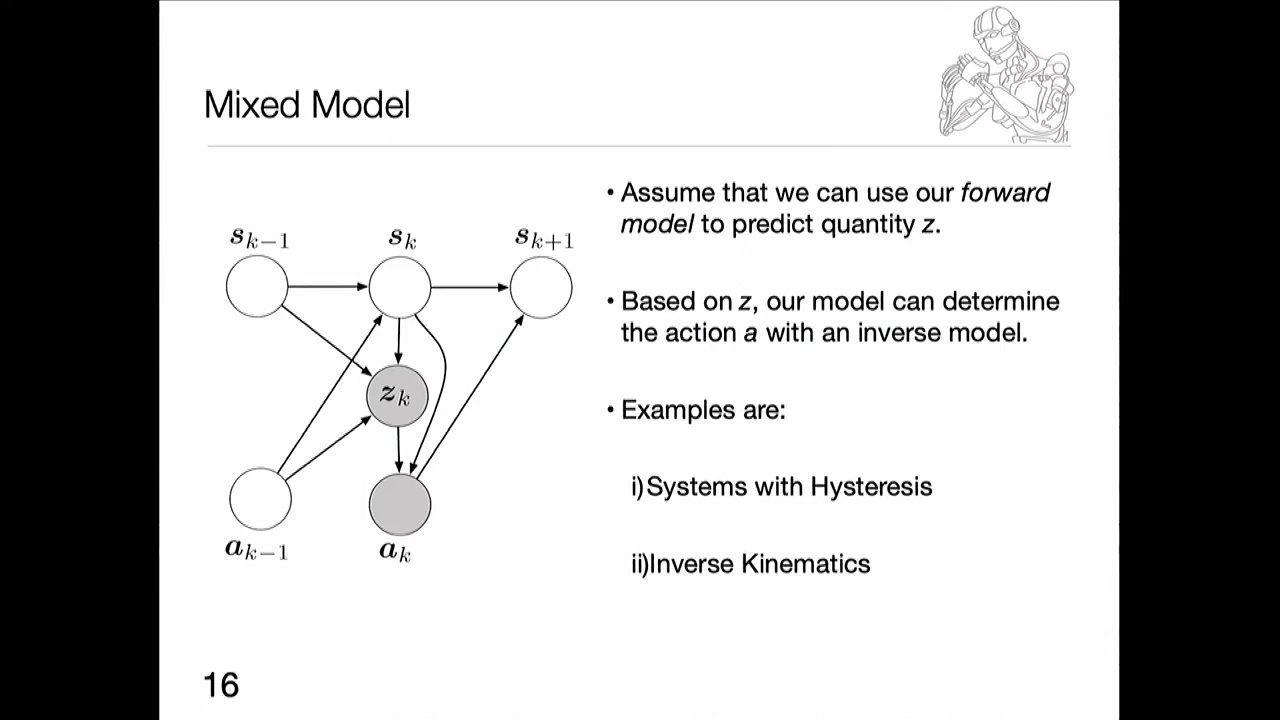 Mixed Model
s_{k-1} s_k s_{k+1}
z_k
a_{k-1} a_k
• Assume that we can use our forward
model to predict quantity z.
• Based on z, our model can determine
the action a with an inverse model.
• Examples are:
i)Systems with Hysteresis
ii)Inverse Kinematics
16